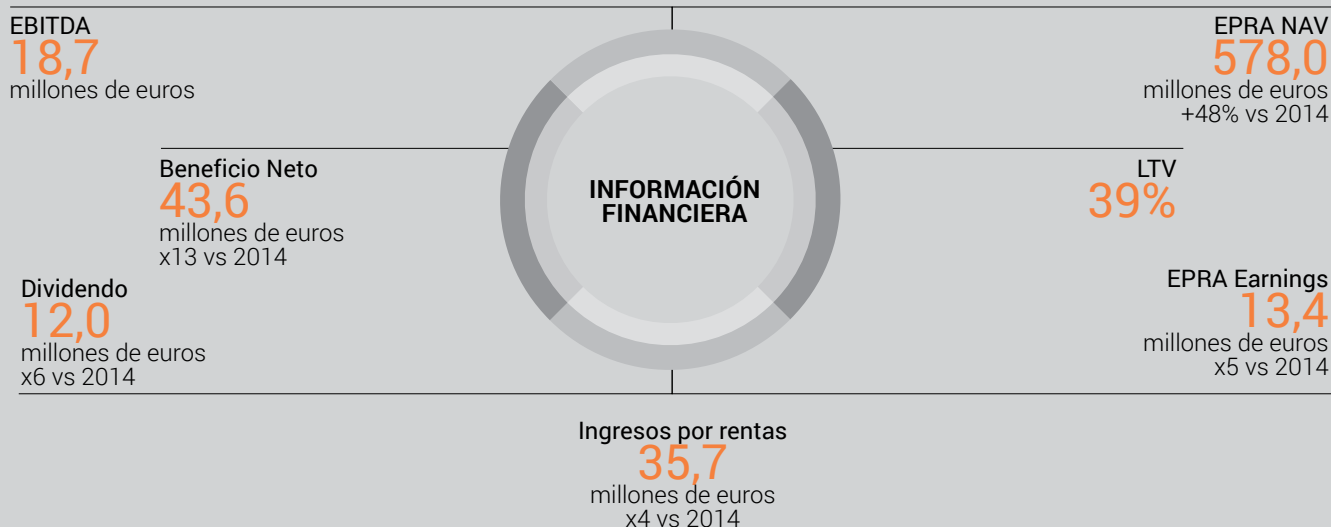 EBITDA
18,7
millones de euros
EPRA NAV
578,0
millones de euros
+48% vs 2014
Beneficio Neto
43,6
millones de euros
x13 vs 2014
INFORMACIÓN
FINANCIERA
LTV
39%
Dividendo
12,0
millones de euros
x6 vs 2014
EPRA Earnings
13,4
millones de euros
x5 vs 2014
Ingresos por rentas
35,7
millones de euros
x4 vs 2014